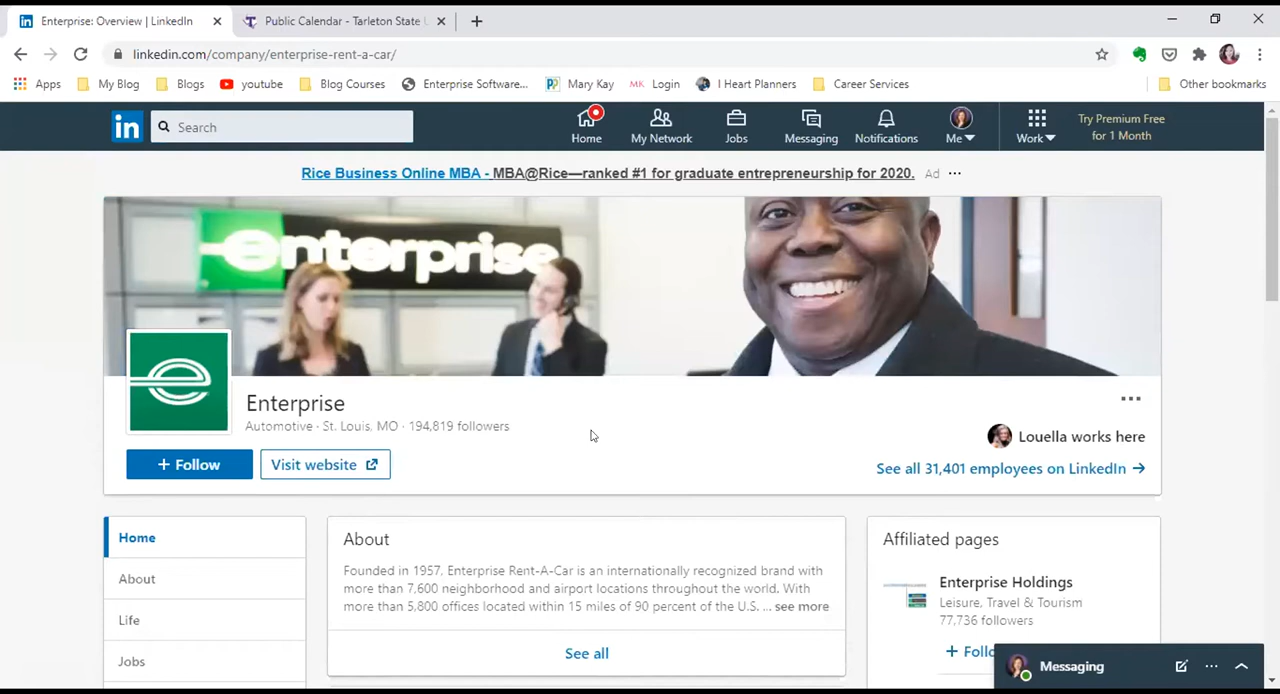 Enterprise: Overview | LinkedIn
Public Calendar - Tarleton State
linkedin.com/company/enterprise-rent-a-car/
Apps
My Blog
Blogs
youtube
Blog Courses
Enterprise Software...
Mary Kay
MK Login
I Heart Planners
Career Services
Other bookmarks
in
Search
Home
My Network
Jobs
Messaging
Notifications
Me
Work
Try Premium Free
for 1 Month
Rice Business Online MBA - MBA@Rice—ranked #1 for graduate entrepreneurship for 2020. Ad ...
enterprise
e
Enterprise
Automotive · St. Louis, MO · 194,819 followers
Louella works here
+ Follow
Visit website
See all 31,401 employees on LinkedIn →
Home
About
Life
Jobs
About
Founded in 1957, Enterprise Rent-A-Car is an internationally recognized brand with
more than 7,600 neighborhood and airport locations throughout the world. With
more than 5,800 offices located within 15 miles of 90 percent of the U.S. ... see more
See all
Affiliated pages
Enterprise Holdings
Leisure, Travel & Tourism
77,736 followers
+ Follo
Messaging